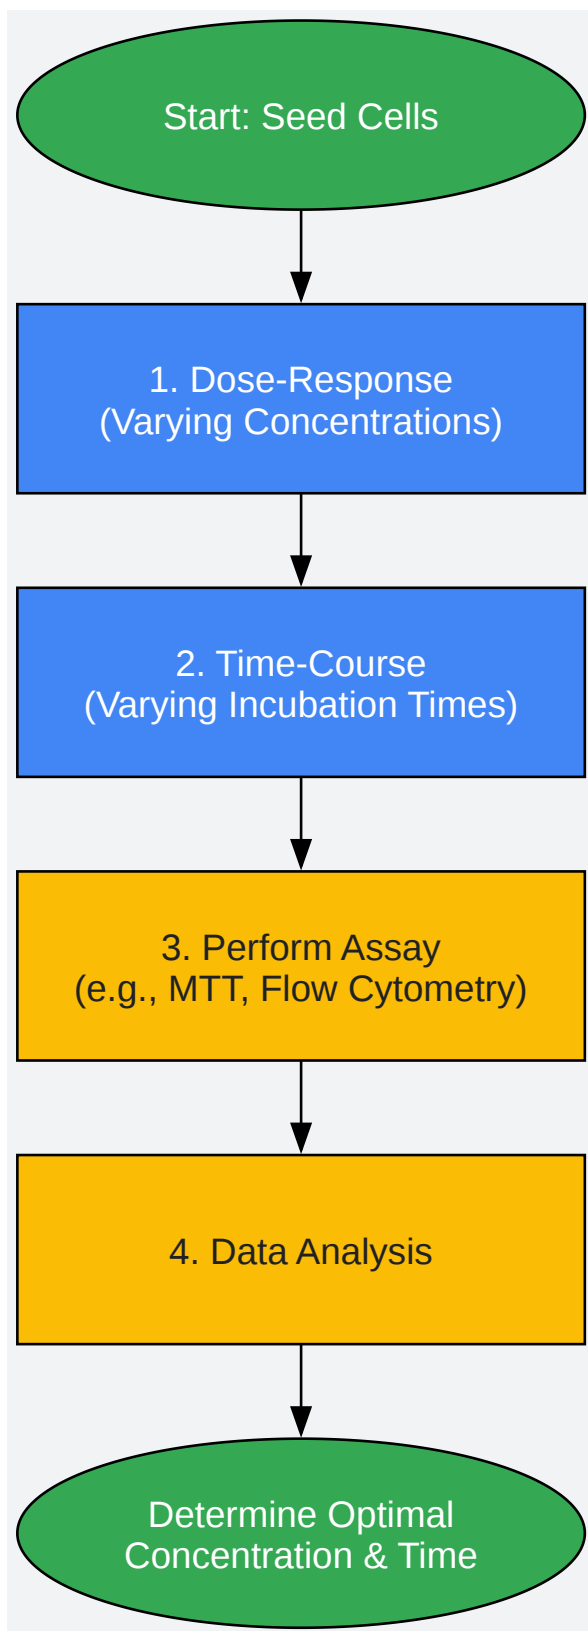 Start: Seed Cells
1. Dose-Response
(Varying Concentrations)
2. Time-Course
(Varying Incubation Times)
3. Perform Assay
(e.g., MTT, Flow Cytometry)
4. Data Analysis
Determine Optimal
Concentration & Time